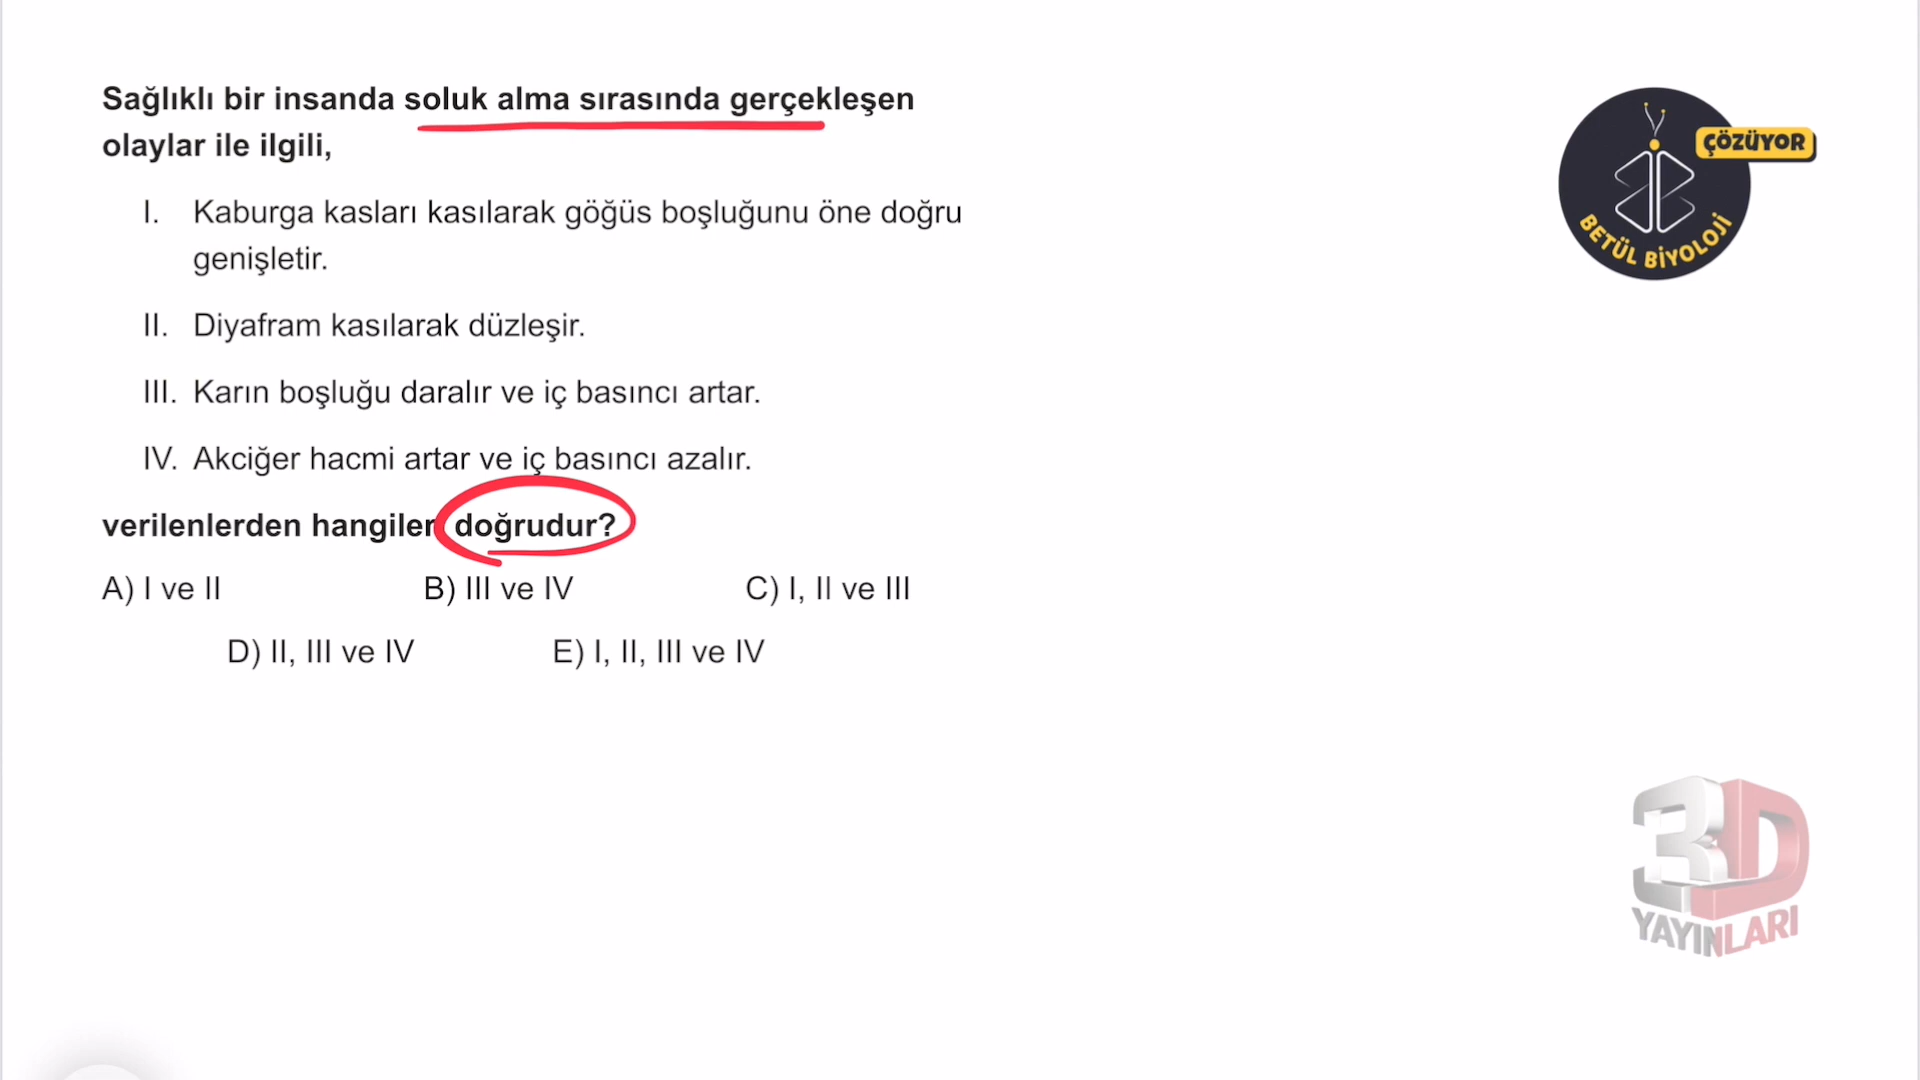 Sağlıklı bir insanda soluk alma sırasında gerçekleşen
olaylar ile ilgili,
I. Kaburga kasları kasılarak göğüs boşluğunu öne doğru
genişletir.
II. Diyafram kasılarak düzleşir.
III. Karın boşluğu daralır ve iç basıncı artar.
IV. Akciğer hacmi artar ve iç basıncı azalır.
verilenlerden hangiler doğrudur?
A) I ve II B) III ve IV C) I, II ve III
D) II, III ve IV E) I, II, III ve IV
ÇÖZÜYOR
BETÜL BİYOLOJİ
3D
YAYINLARI